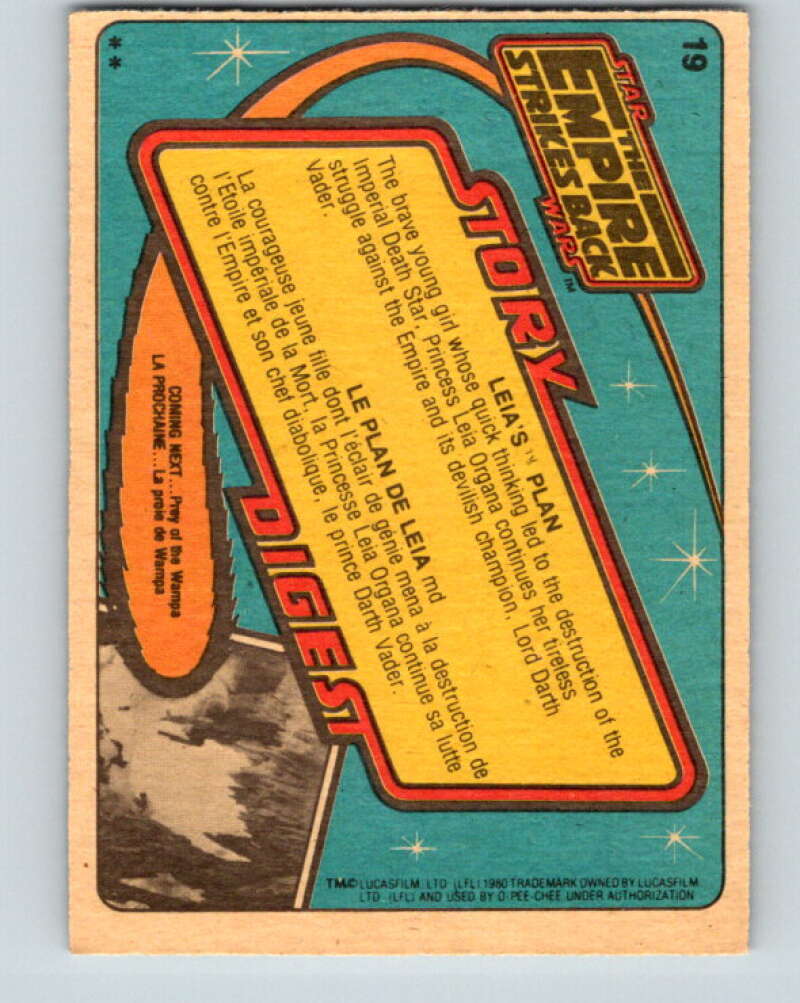 19
STAR
THE
EMPIRE
STRIKES BACK
WARS™
STORY
LEIA'S™ PLAN
The brave young girl whose quick thinking led to the destruction of the
Imperial Death Star, Princess Leia Organa continues her tireless
struggle against the Empire and its devilish champion, Lord Darth
Vader.
LE PLAN DE LEIA md
La courageuse jeune fille dont l'éclair de génie mena à la destruction de
l'Etoile impériale de la Mort, la Princesse Leia Organa continue sa lutte
contre l'Empire et son chef diabolique, le prince Darth Vader.
DIGEST
COMING NEXT...Prey of the Wampa
LA PROCHAINE...La proie de Wampa
**
TM© LUCASFILM, LTD. (LFL) 1980 TRADEMARK OWNED BY LUCASFILM
LTD. (LFL) AND USED BY O-PEE-CHEE UNDER AUTHORIZATION